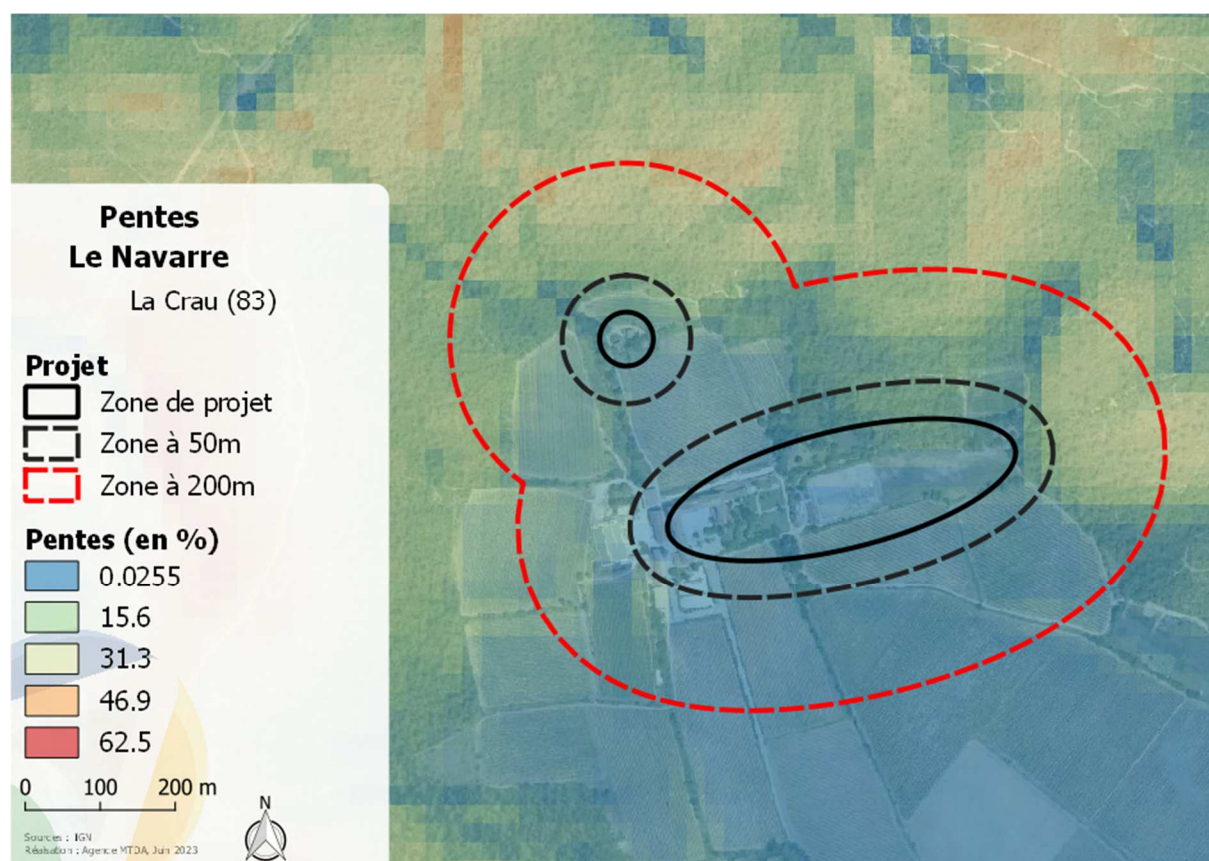 Pentes
Le Navarre
La Crau (83)
Projet
Zone de projet
Zone à 50m
Zone à 200m
Pentes (en %)
0.0255
15.6
31.3
46.9
62.5
0 100 200 m
N
Sources : IGN
Réalisation : Agence MTDA, Juin 2023